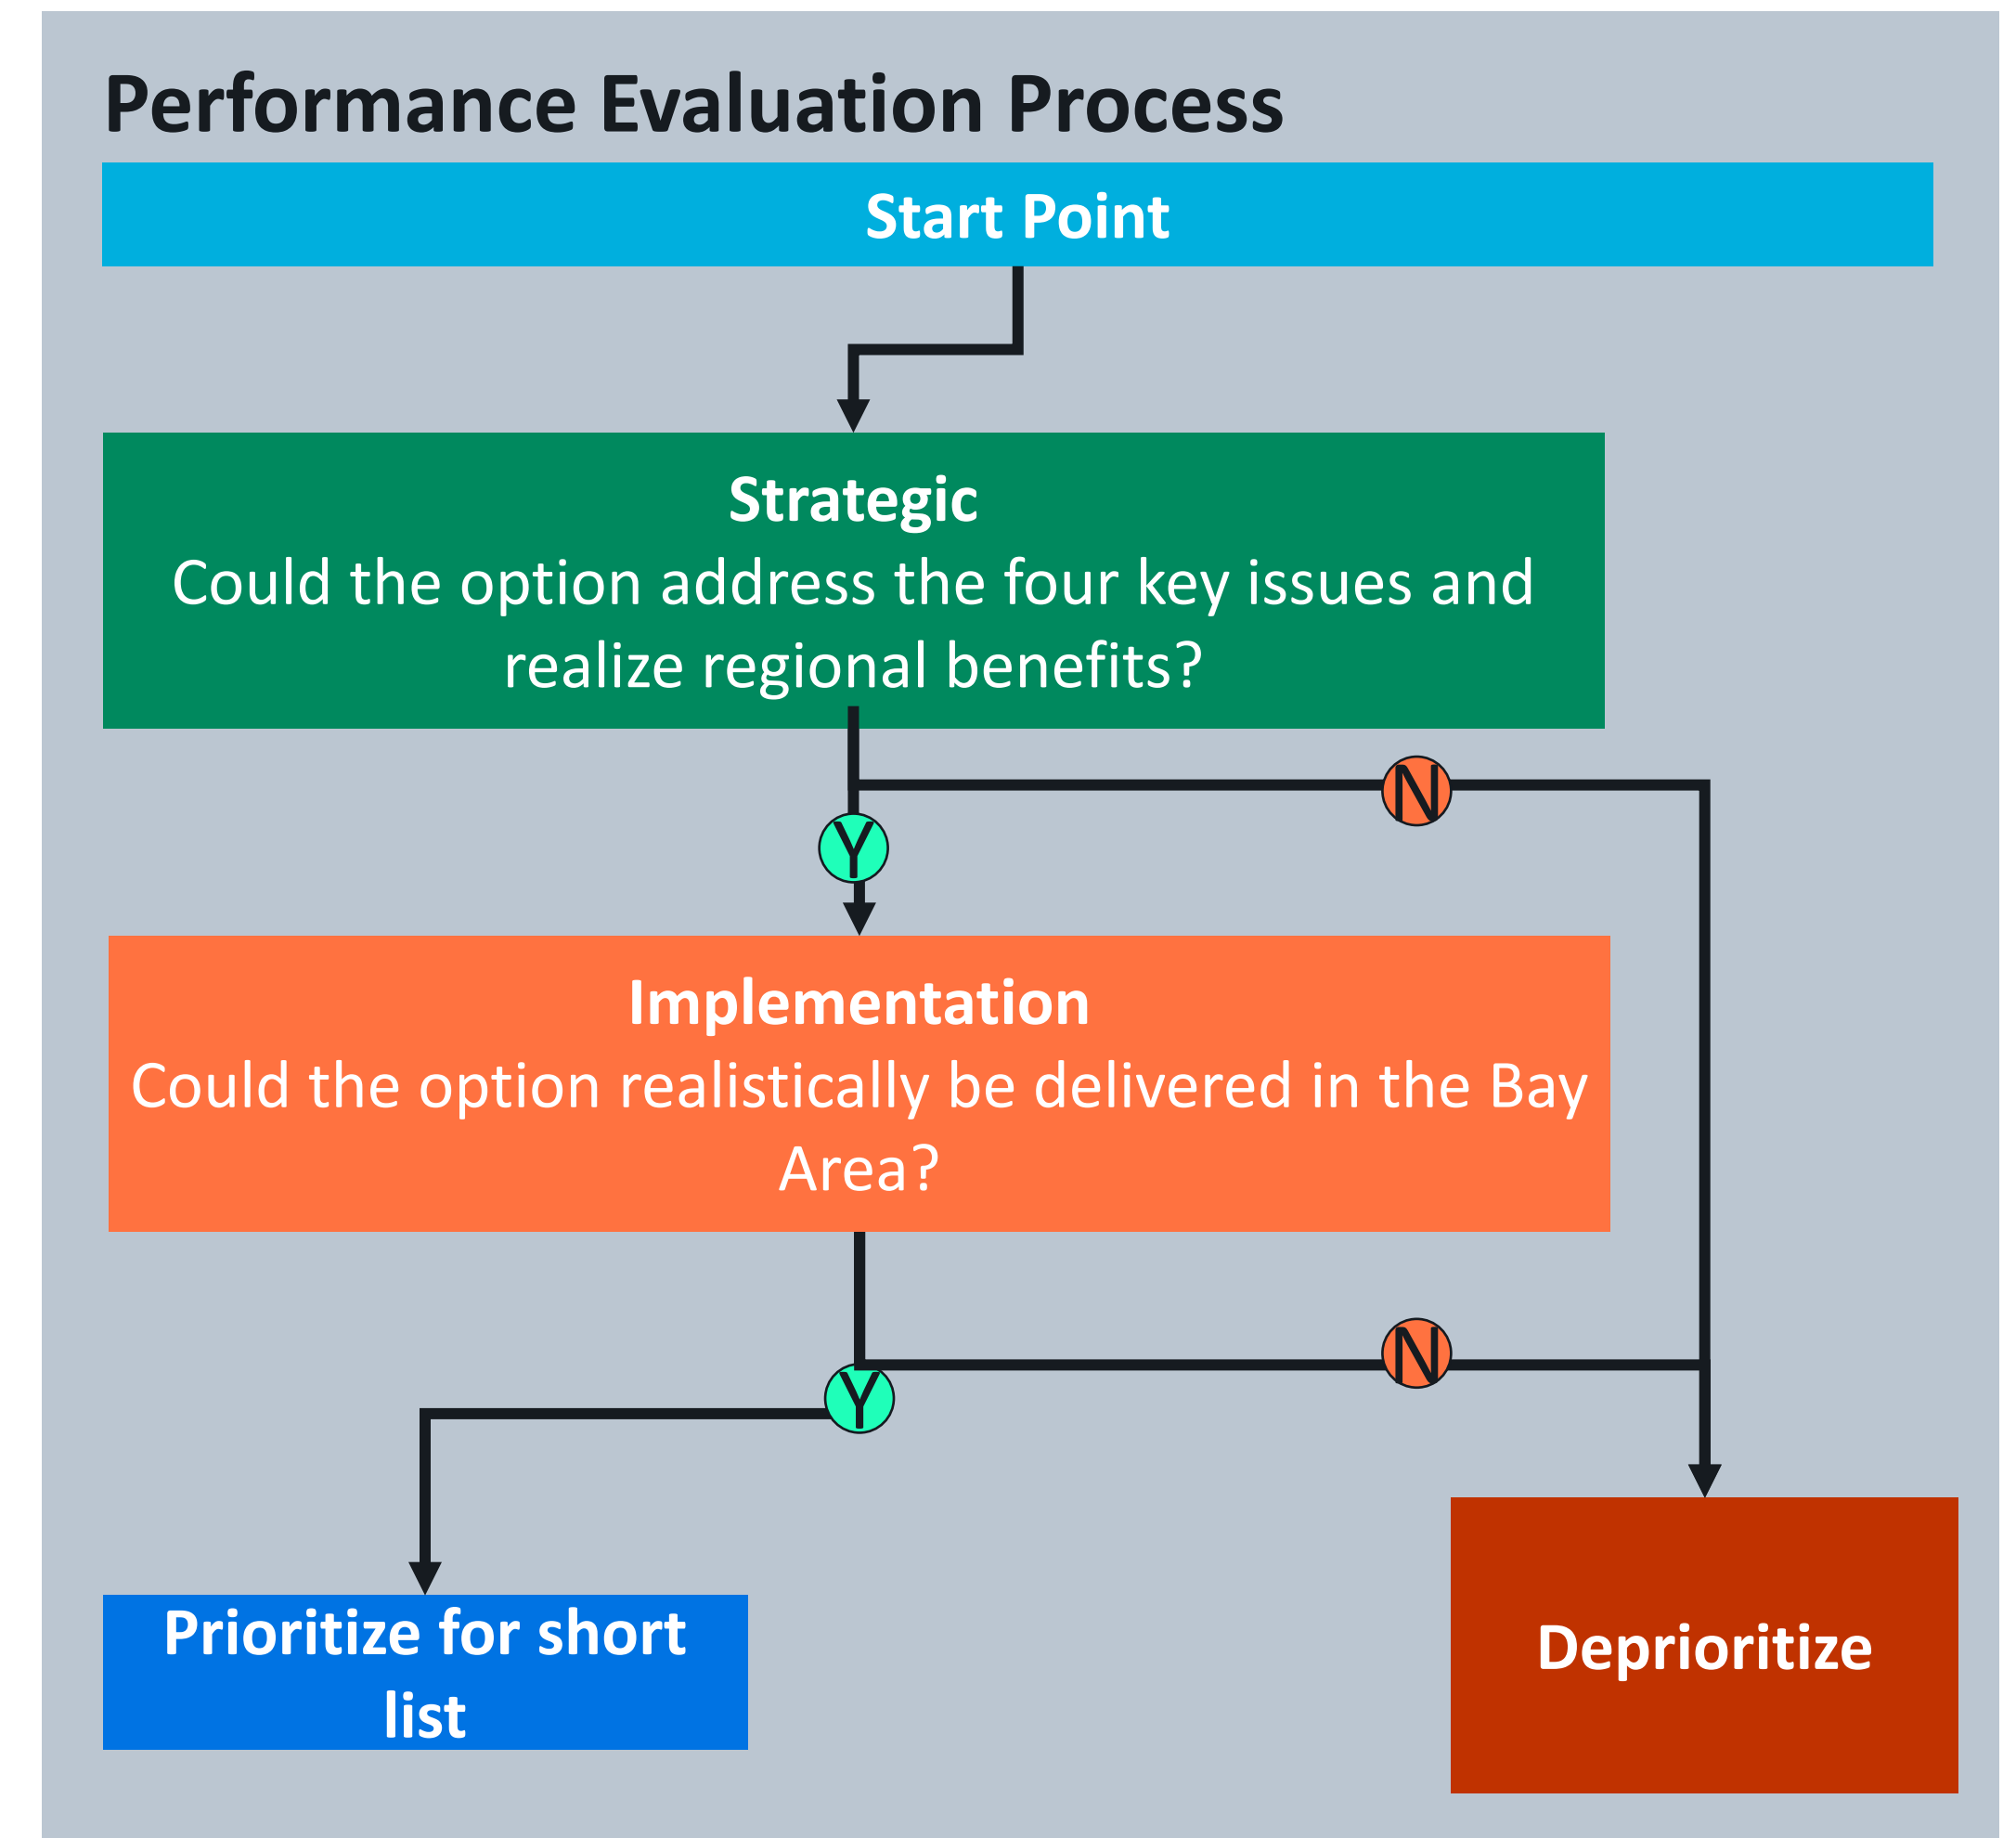 Performance Evaluation Process
Start Point
Strategic
Could the option address the four key issues and
realize regional benefits?
N
Y
Implementation
Could the option realistically be delivered in the Bay
Area?
N
Y
Prioritize for short
list
Deprioritize